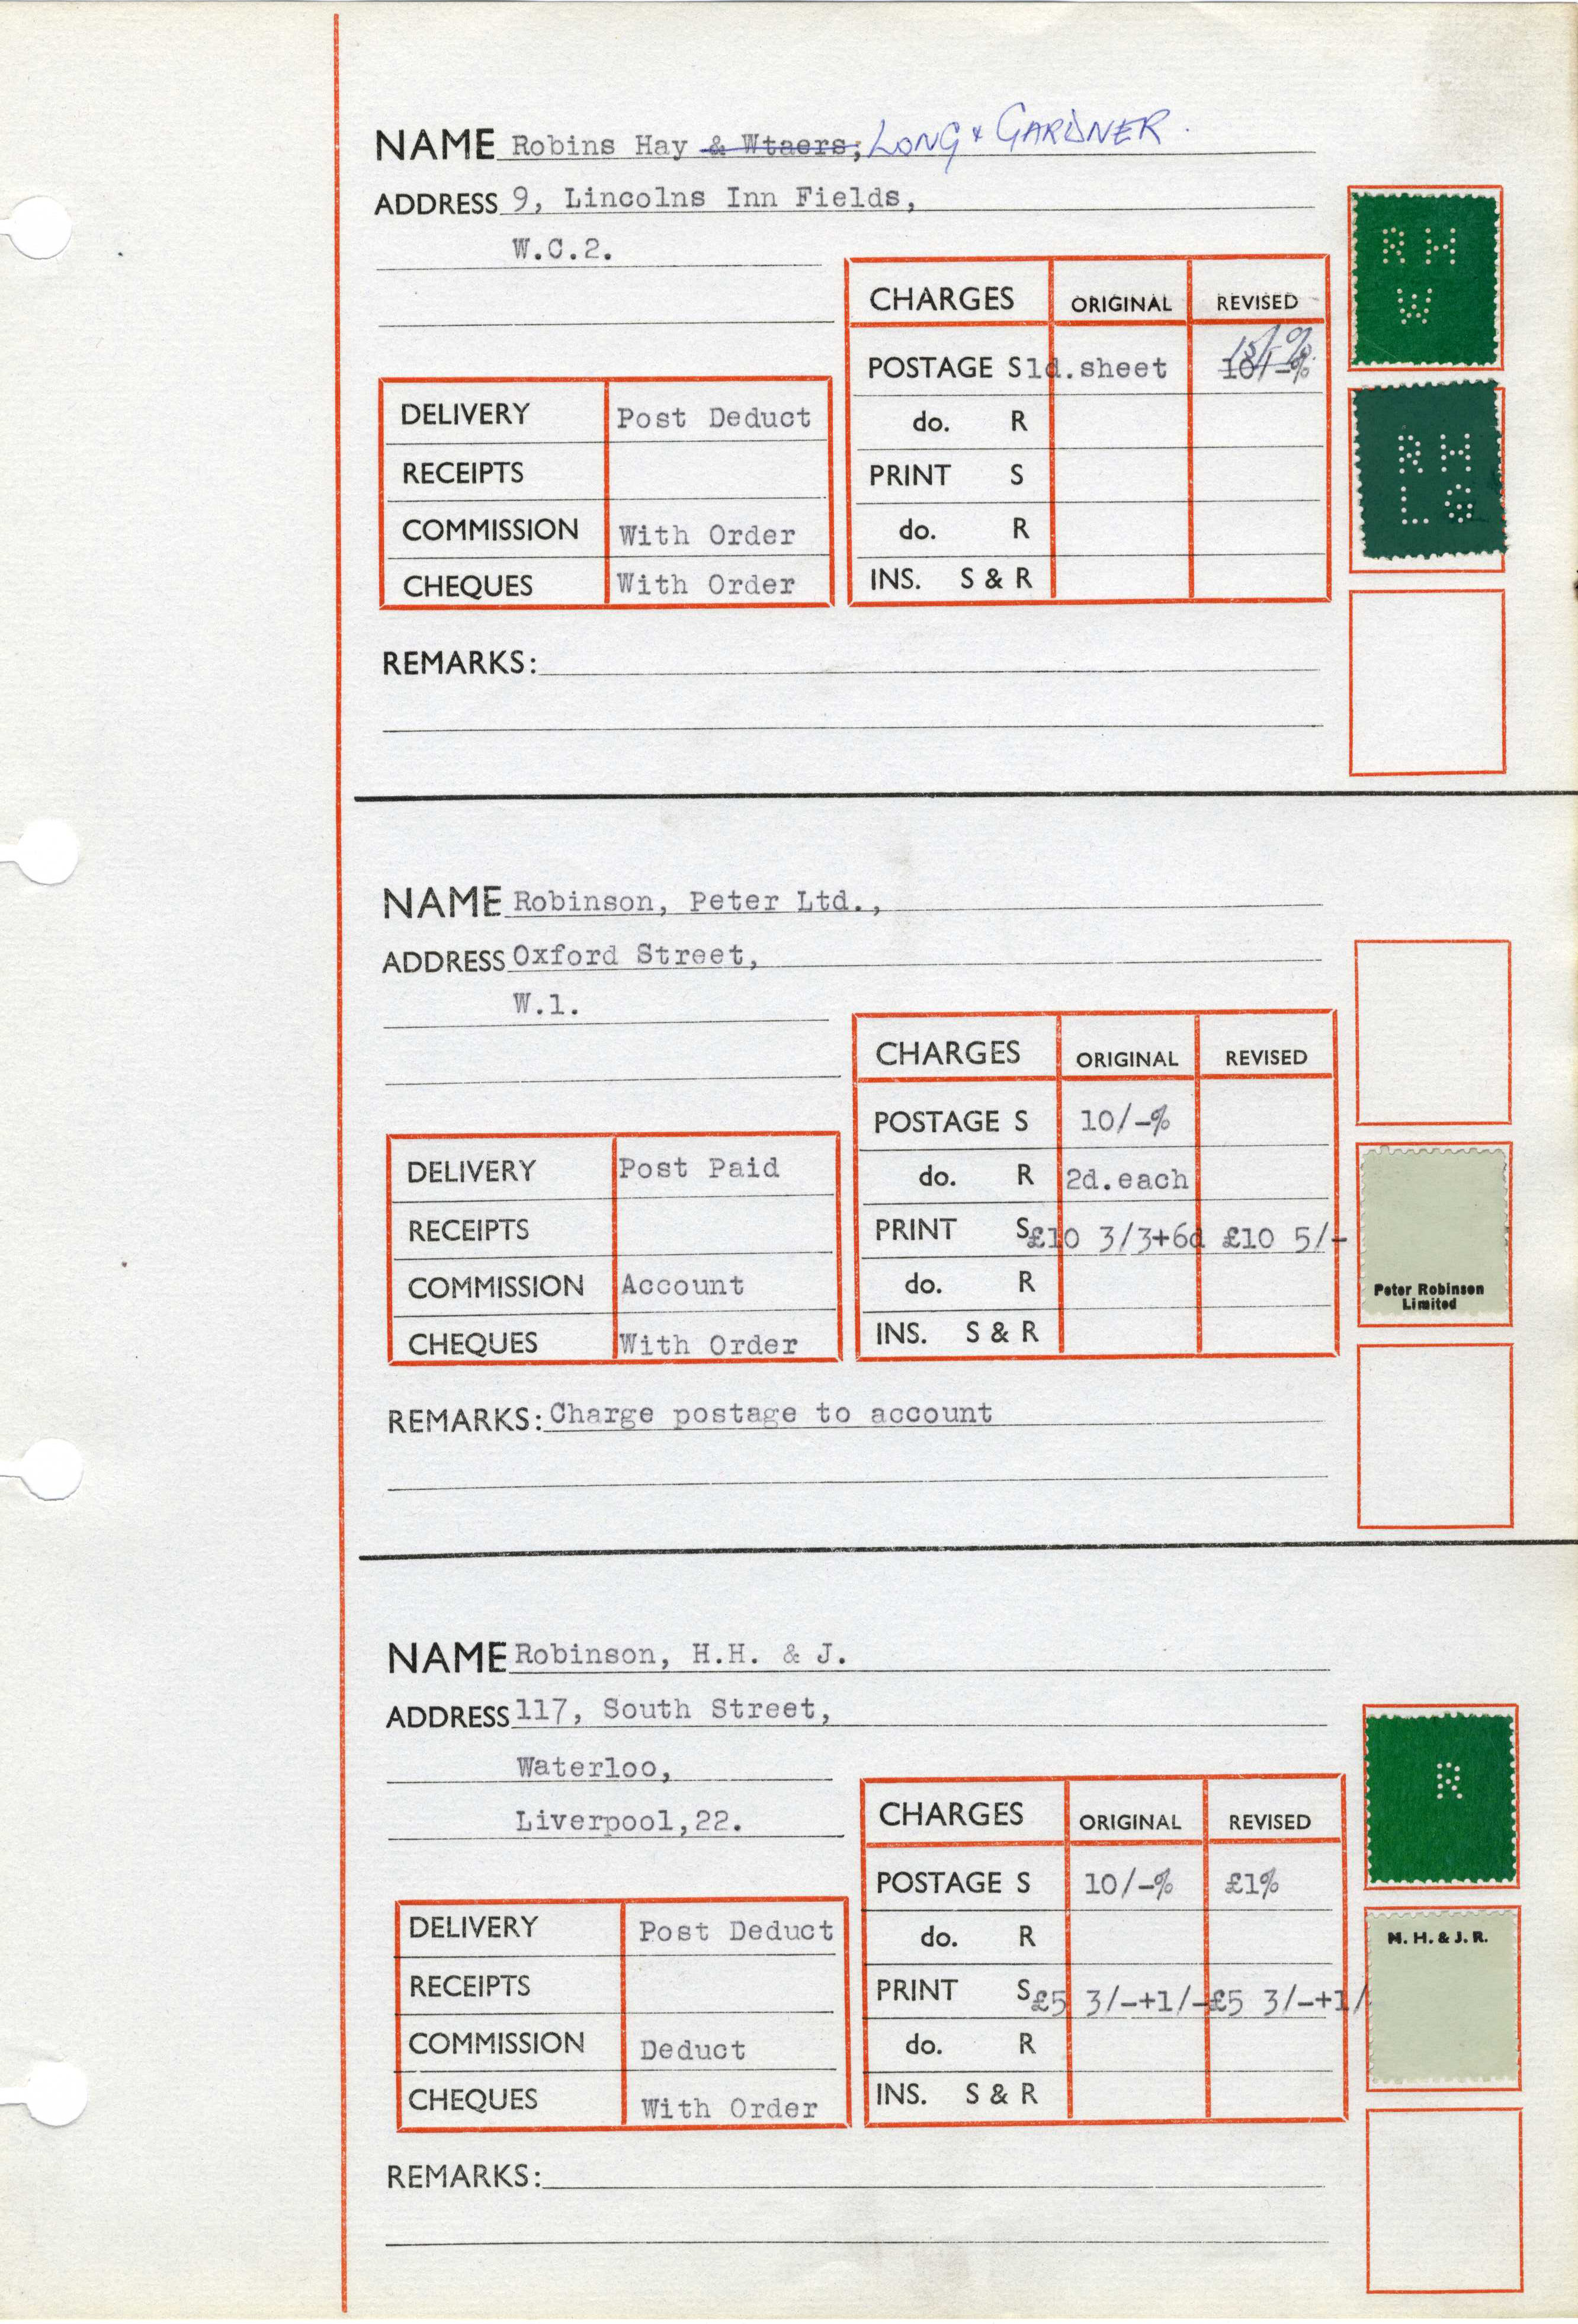 NAME Robins Hay & Wtaers, LONG & GARDNER.
ADDRESS 9, Lincolns Inn Fields,
W.C.2.
CHARGES ORIGINAL REVISED
POSTAGE S 1d.sheet 10/-% 15/-%
do. R
PRINT S
do. R
INS. S & R
DELIVERY Post Deduct
RECEIPTS
COMMISSION With Order
CHEQUES With Order
REMARKS:
R H
W
R H
L G
NAME Robinson, Peter Ltd.,
ADDRESS Oxford Street,
W.1.
CHARGES ORIGINAL REVISED
POSTAGE S 10/-%
do. R 2d.each
PRINT S £10 3/3+6d £10 5/-
do. R
INS. S & R
DELIVERY Post Paid
RECEIPTS
COMMISSION Account
CHEQUES With Order
REMARKS: Charge postage to account
Peter Robinson
Limited
NAME Robinson, H.H. & J.
ADDRESS 117, South Street,
Waterloo,
Liverpool,22.
CHARGES ORIGINAL REVISED
POSTAGE S 10/-% £1%
do. R
PRINT S £5 3/-+1/- £5 3/-+1/
do. R
INS. S & R
DELIVERY Post Deduct
RECEIPTS
COMMISSION Deduct
CHEQUES With Order
REMARKS:
R
H. H. & J. R.